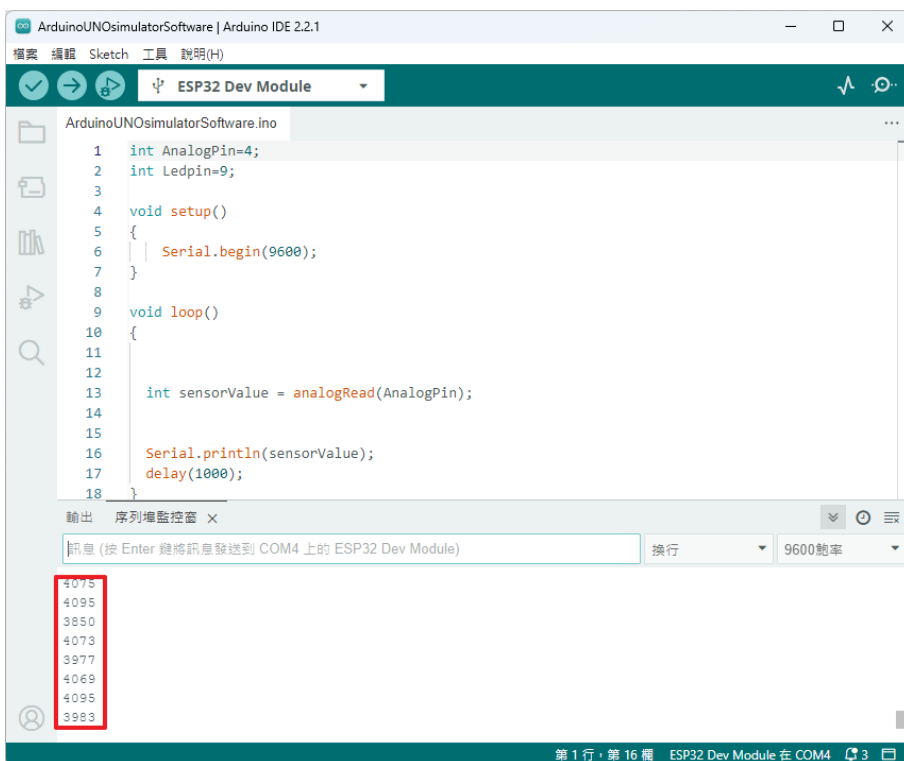 ArduinoUNOsimulatorSoftware | Arduino IDE 2.2.1
檔案 編輯 Sketch 工具 說明(H)
ESP32 Dev Module
ArduinoUNOsimulatorSoftware.ino
1 int AnalogPin=4;
2 int Ledpin=9;
3
4 void setup()
5 {
6 Serial.begin(9600);
7 }
8
9 void loop()
10 {
11
12
13 int sensorValue = analogRead(AnalogPin);
14
15
16 Serial.println(sensorValue);
17 delay(1000);
18 }
輸出 序列埠監控窗
訊息 (按 Enter 鍵將訊息發送到 COM4 上的 ESP32 Dev Module) 換行 9600鮑率
4075
4095
3850
4073
3977
4069
4095
3983
第 1 行，第 16 欄 ESP32 Dev Module 在 COM4 3